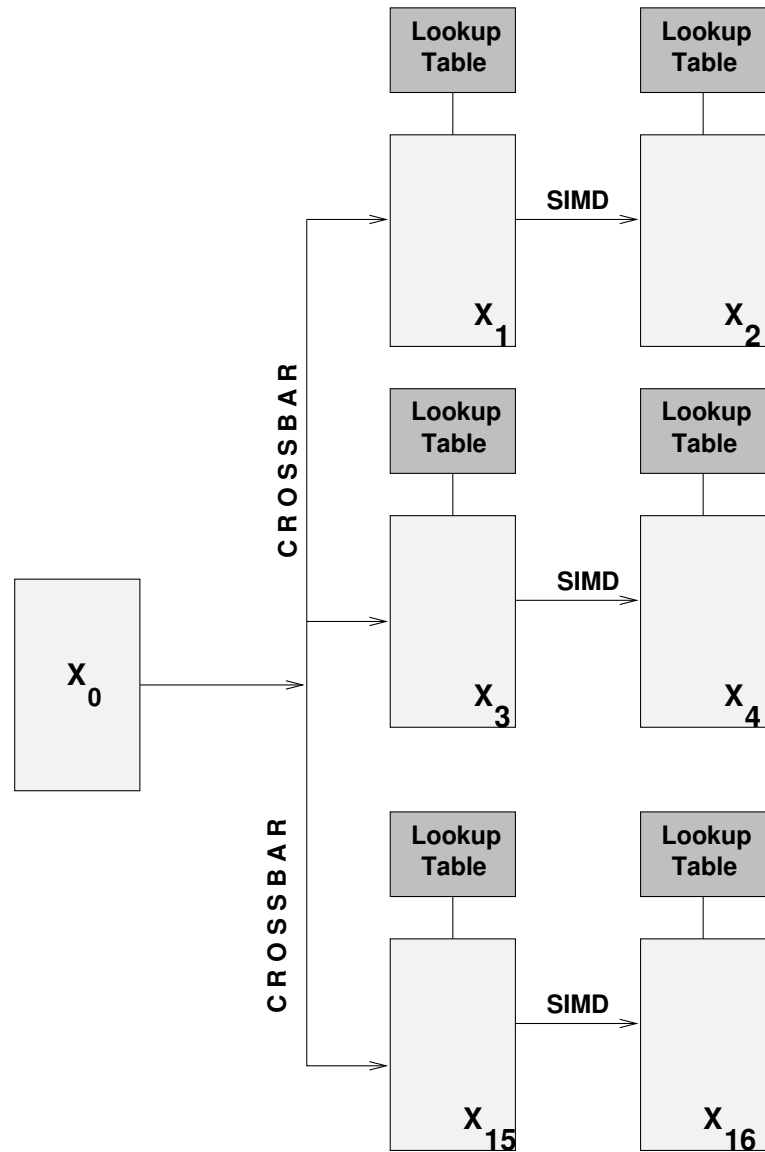 Lookup
Table
Lookup
Table
SIMD
X1
X2
CROSSBAR
Lookup
Table
Lookup
Table
SIMD
X0
X3
X4
CROSSBAR
Lookup
Table
Lookup
Table
SIMD
X15
X16